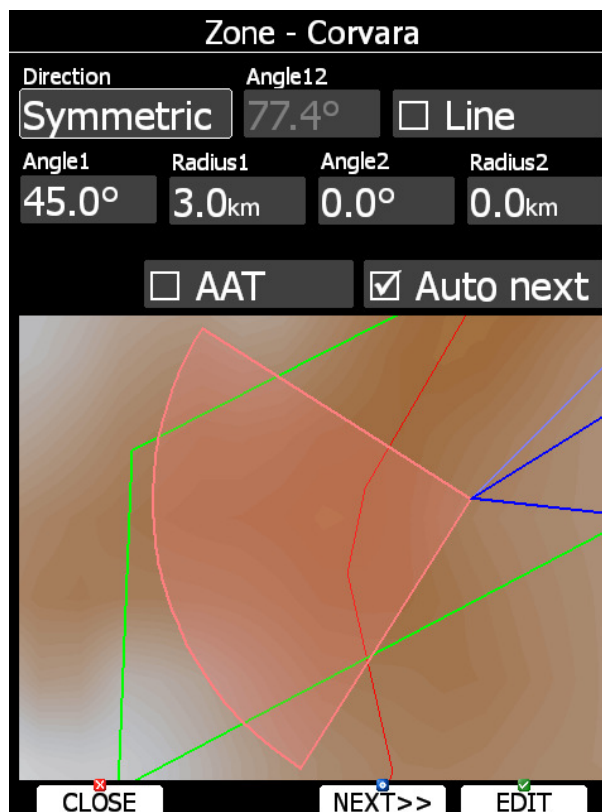 Zone - Corvara
Direction Angle12
Symmetric 77.4° Line
Angle1 Radius1 Angle2 Radius2
45.0° 3.0km 0.0° 0.0km
AAT Auto next
CLOSE NEXT>> EDIT